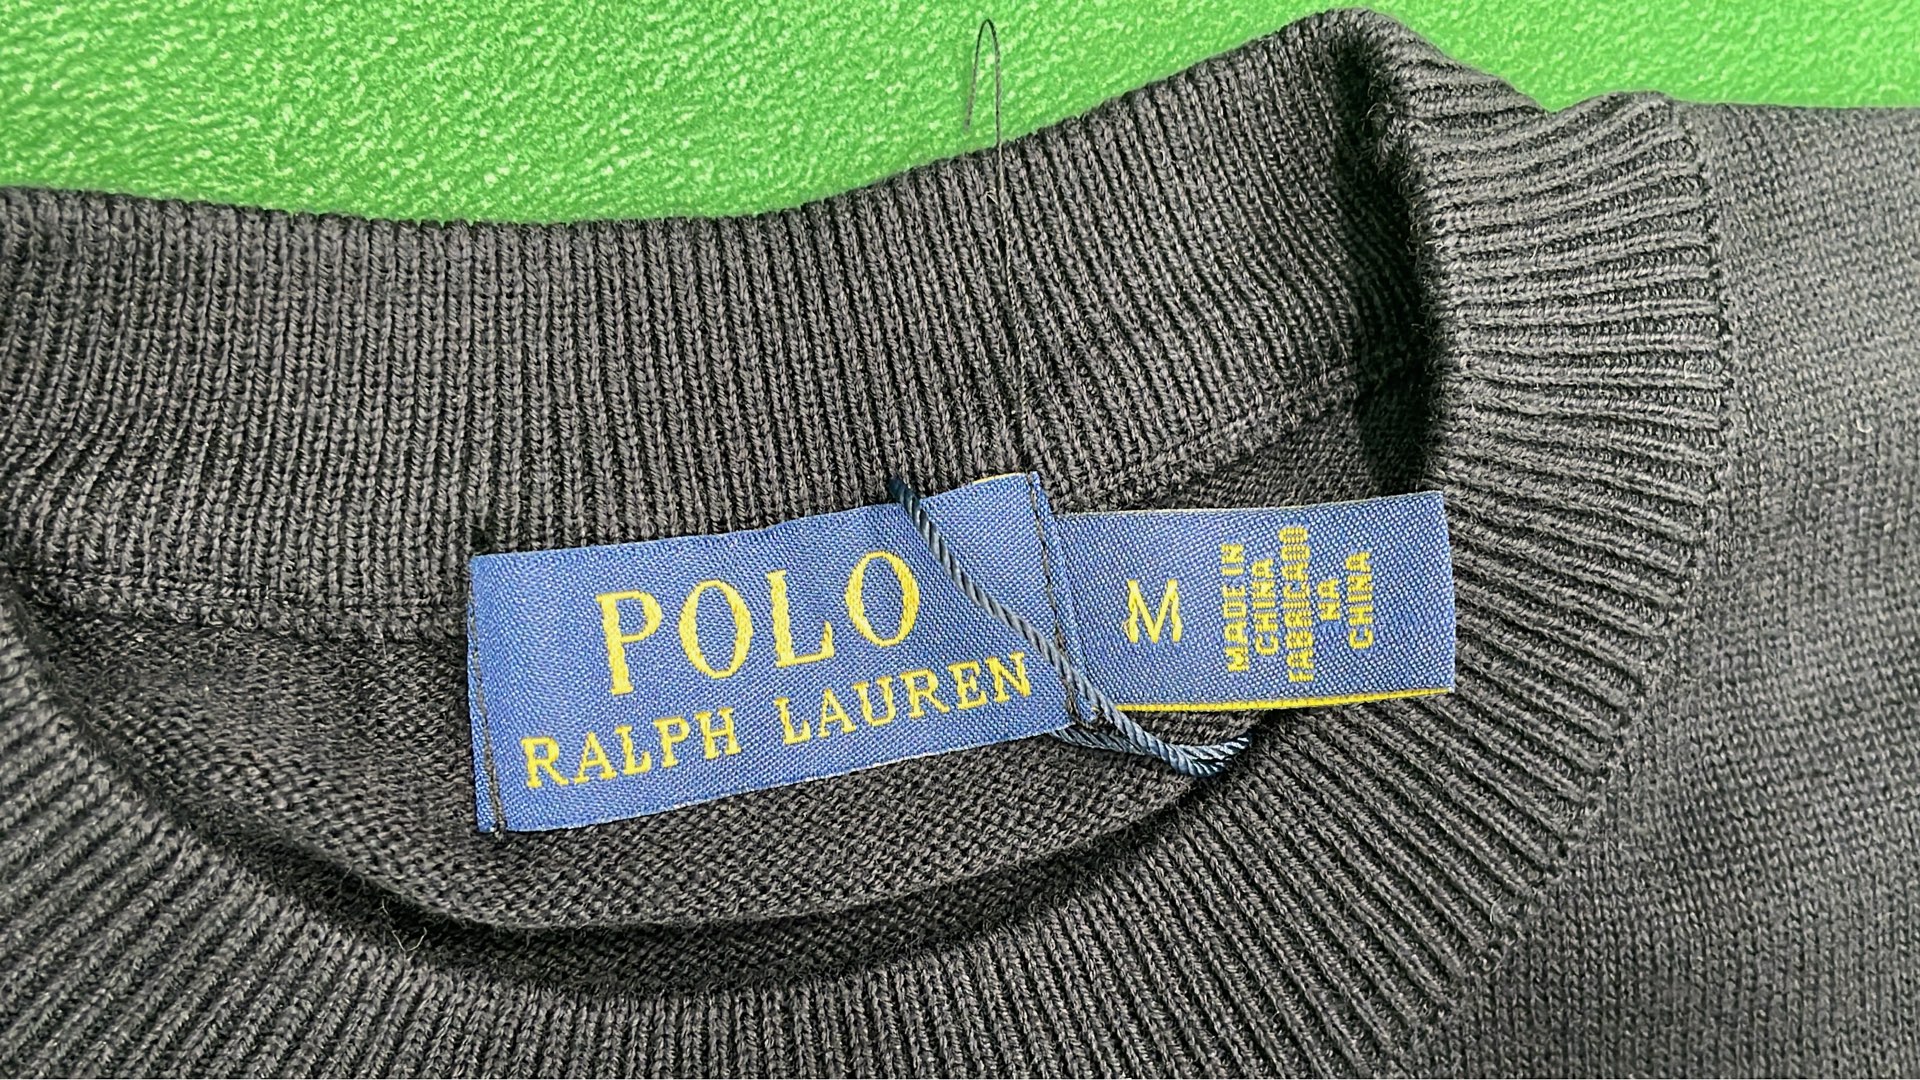 POLO
RALPH LAUREN
M
MADE IN
CHINA
FABRICADO
NA
CHINA